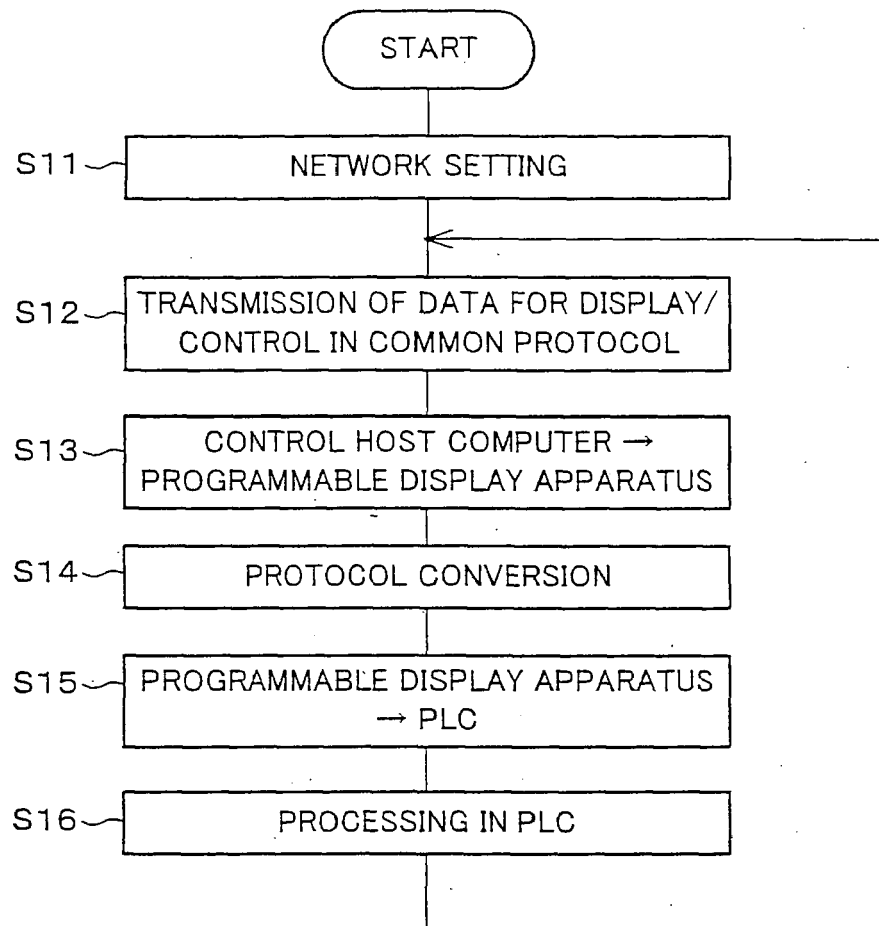 START
S11
NETWORK SETTING
S12
TRANSMISSION OF DATA FOR DISPLAY/
CONTROL IN COMMON PROTOCOL
S13
CONTROL HOST COMPUTER →
PROGRAMMABLE DISPLAY APPARATUS
S14
PROTOCOL CONVERSION
S15
PROGRAMMABLE DISPLAY APPARATUS
→ PLC
S16
PROCESSING IN PLC